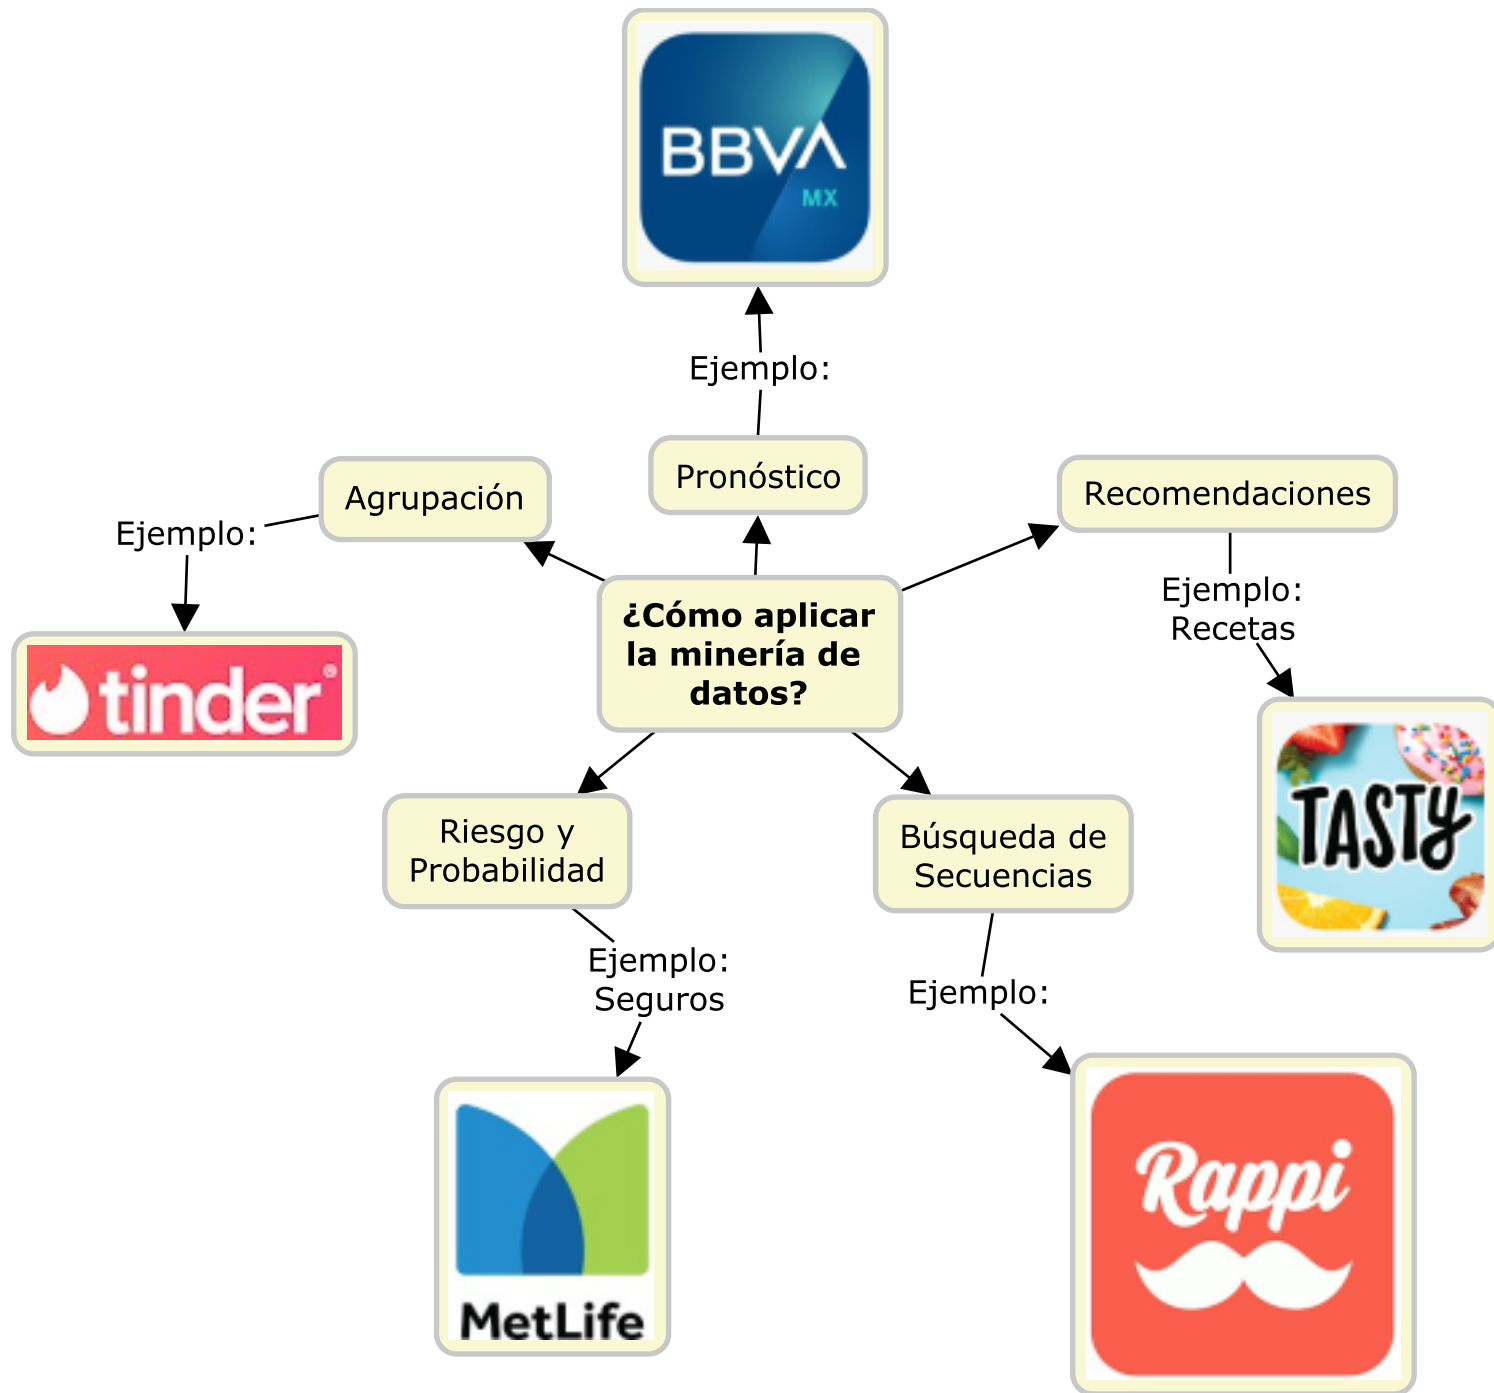 BBVA
MX
Ejemplo:
Pronóstico
Agrupación
Recomendaciones
Ejemplo:
Ejemplo:
Recetas
¿Cómo aplicar
la minería de
datos?
tinder®
TASTY
Riesgo y
Probabilidad
Búsqueda de
Secuencias
Ejemplo:
Seguros
Ejemplo:
MetLife
Rappi